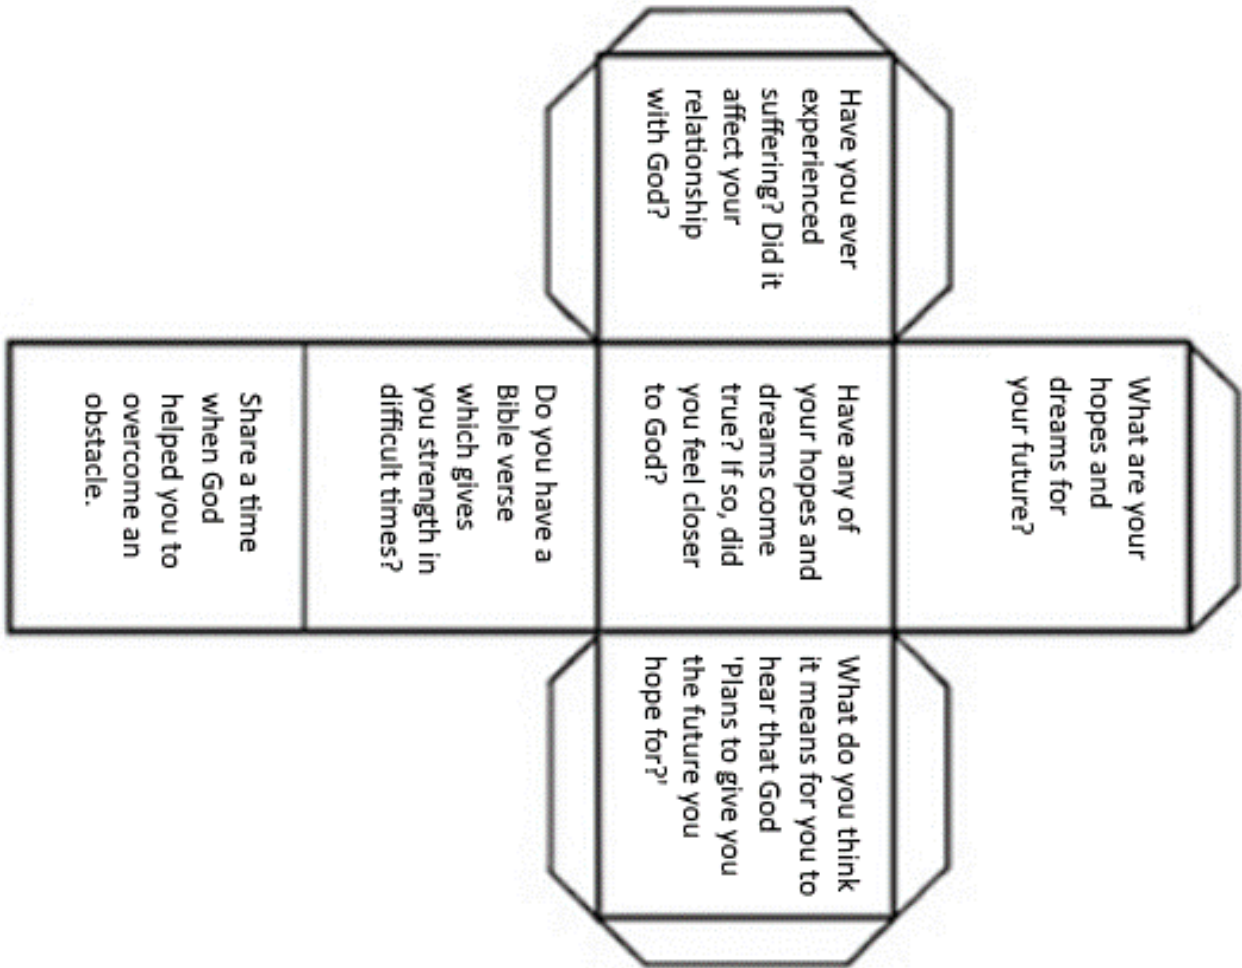 What are your
hopes and
dreams for
your future?
Have you ever
experienced
suffering? Did it
affect your
relationship
with God?
Have any of
your hopes and
dreams come
true? If so, did
you feel closer
to God?
What do you think
it means for you to
hear that God
'Plans to give you
the future you
hope for?'
Do you have a
Bible verse
which gives
you strength in
difficult times?
Share a time
when God
helped you to
overcome an
obstacle.